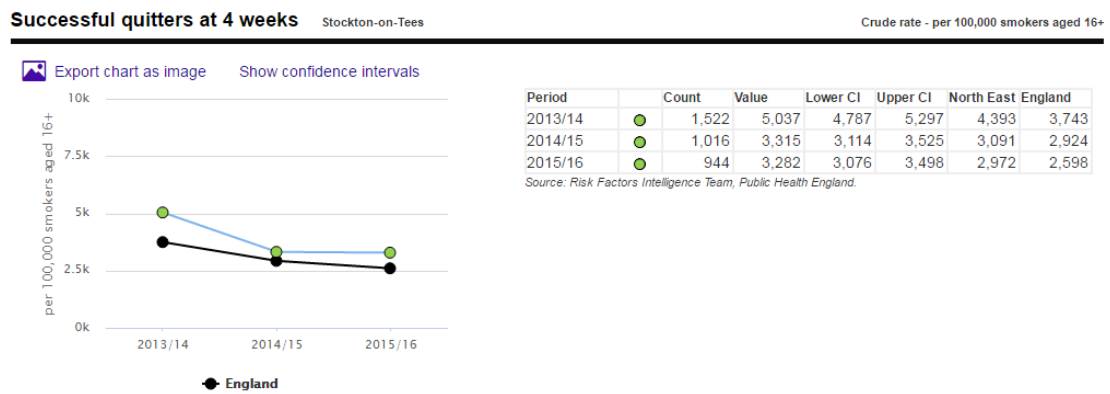 Successful quitters at 4 weeks Stockton-on-Tees Crude rate - per 100,000 smokers aged 16+
Export chart as image Show confidence intervals
10k
7.5k
5k
2.5k
0k
per 100,000 smokers aged 16+
2013/14 2014/15 2015/16
England
Period Count Value Lower CI Upper CI North East England
2013/14 1,522 5,037 4,787 5,297 4,393 3,743
2014/15 1,016 3,315 3,114 3,525 3,091 2,924
2015/16 944 3,282 3,076 3,498 2,972 2,598
Source: Risk Factors Intelligence Team, Public Health England.